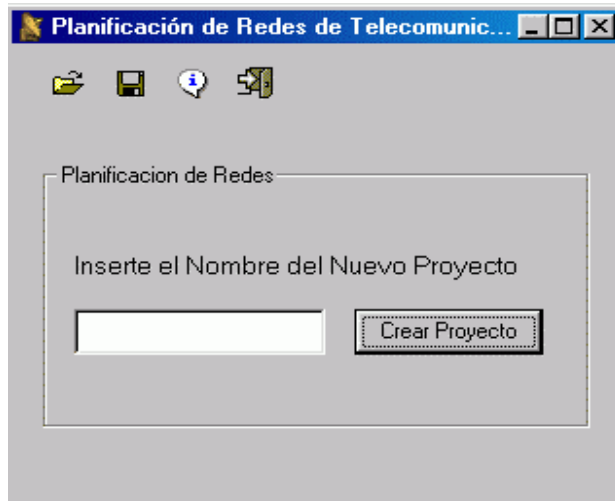 Planificación de Redes de Telecomunic...
Planificacion de Redes
Inserte el Nombre del Nuevo Proyecto
Crear Proyecto